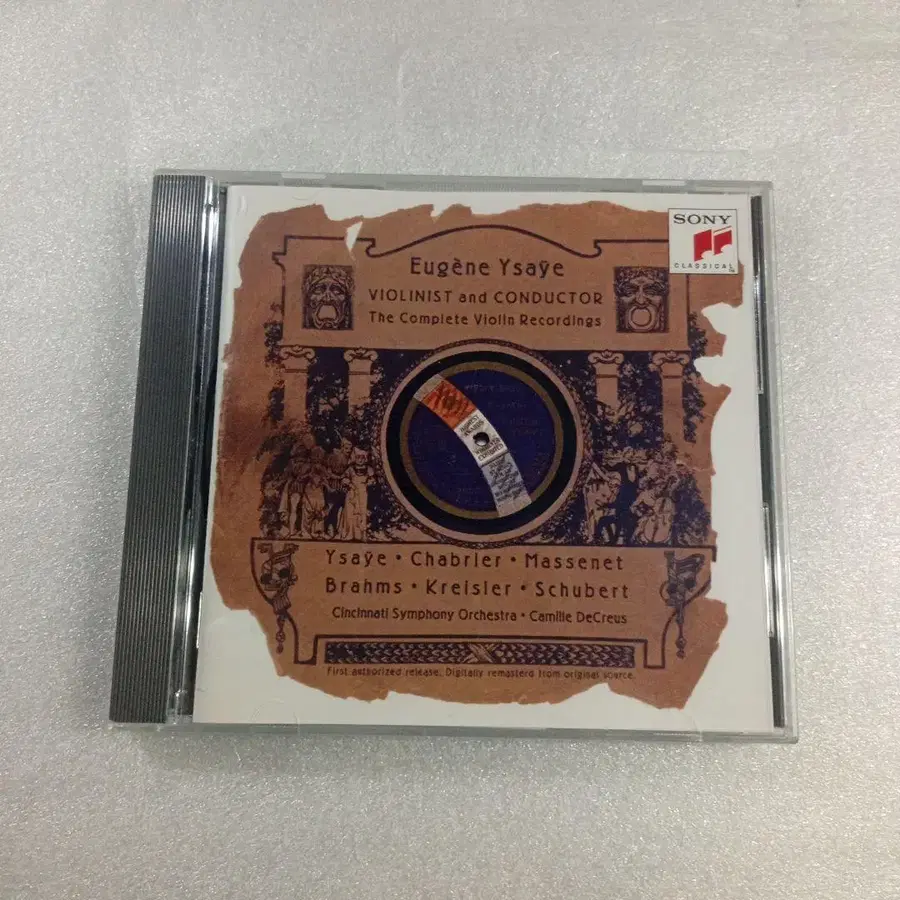 SONY
CLASSICAL
Eugène Ysaÿe
VIOLINIST and CONDUCTOR
The Complete Violin Recordings
Ysaÿe • Chabrier • Massenet
Brahms • Kreisler • Schubert
Cincinnati Symphony Orchestra • Camille DeCreus
First authorized release. Digitally remasterd from original source.